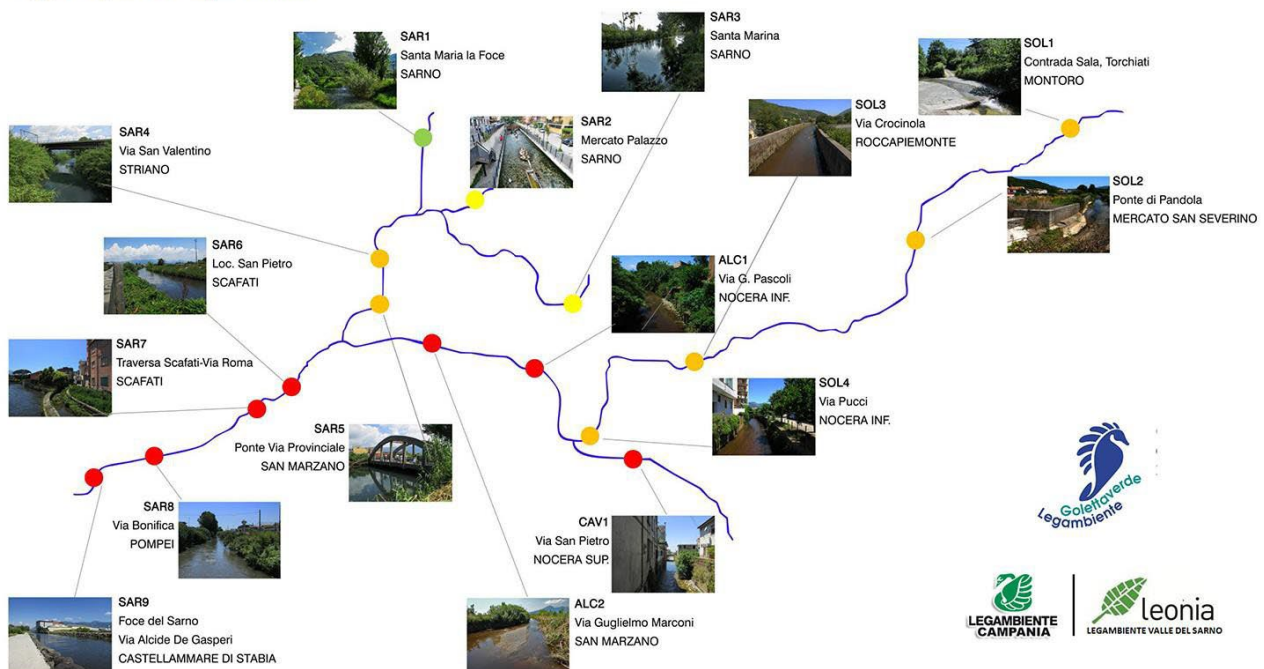 SAR1
Santa Maria la Foce
SARNO
SAR3
Santa Marina
SARNO
SOL1
Contrada Sala, Torchiati
MONTORO
SAR4
Via San Valentino
STRIANO
SAR2
Mercato Palazzo
SARNO
SOL3
Via Crocinola
ROCCAPIEMONTE
SOL2
Ponte di Pandola
MERCATO SAN SEVERINO
SAR6
Loc. San Pietro
SCAFATI
ALC1
Via G. Pascoli
NOCERA INF.
SAR7
Traversa Scafati-Via Roma
SCAFATI
SOL4
Via Pucci
NOCERA INF.
SAR5
Ponte Via Provinciale
SAN MARZANO
SAR8
Via Bonifica
POMPEI
CAV1
Via San Pietro
NOCERA SUP.
SAR9
Foce del Sarno
Via Alcide De Gasperi
CASTELLAMMARE DI STABIA
ALC2
Via Guglielmo Marconi
SAN MARZANO
Golettaverde
Legambiente
LEGAMBIENTE
CAMPANIA
leonia
LEGAMBIENTE VALLE DEL SARNO